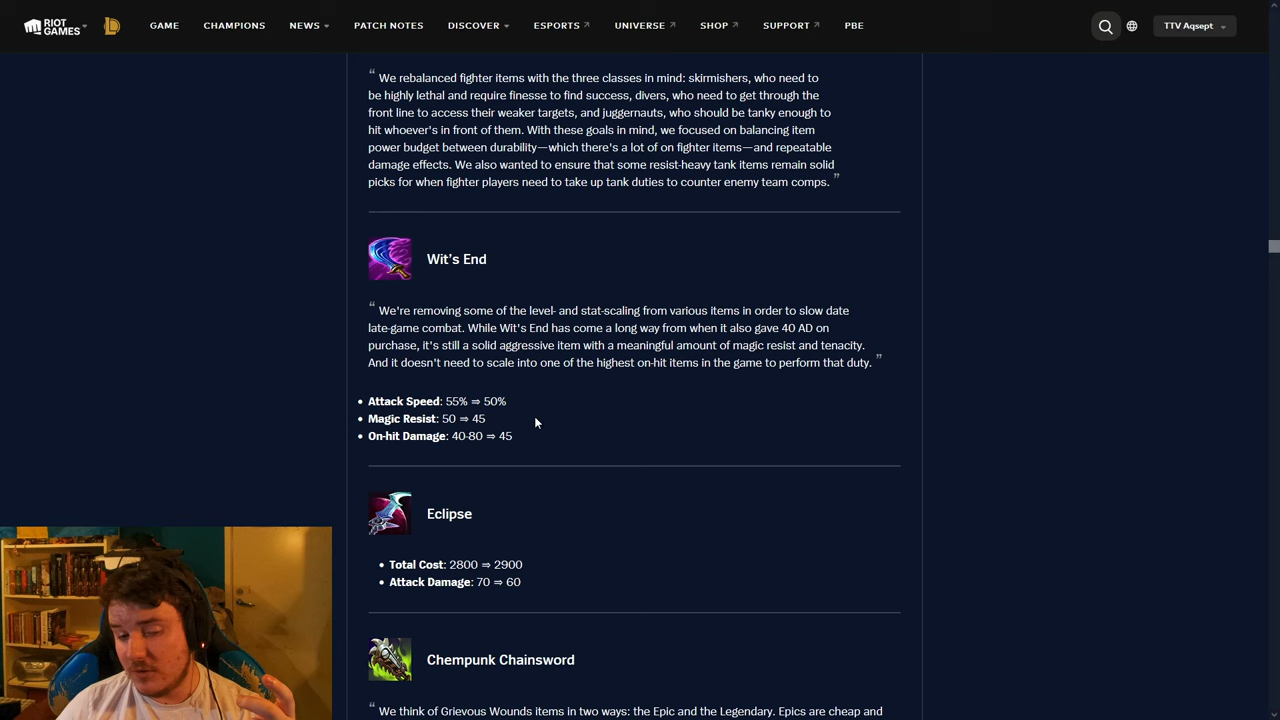 RIOT GAMES GAME CHAMPIONS NEWS PATCH NOTES DISCOVER ESPORTS UNIVERSE SHOP SUPPORT PBE TTV Aqsept
“ We rebalanced fighter items with the three classes in mind: skirmishers, who need to
be highly lethal and require finesse to find success, divers, who need to get through the
front line to access their weaker targets, and juggernauts, who should be tanky enough to
hit whoever's in front of them. With these goals in mind, we focused on balancing item
power budget between durability—which there's a lot of on fighter items—and repeatable
damage effects. We also wanted to ensure that some resist-heavy tank items remain solid
picks for when fighter players need to take up tank duties to counter enemy team comps. ”
Wit’s End
“ We're removing some of the level- and stat-scaling from various items in order to slow date
late-game combat. While Wit's End has come a long way from when it also gave 40 AD on
purchase, it's still a solid aggressive item with a meaningful amount of magic resist and tenacity.
And it doesn't need to scale into one of the highest on-hit items in the game to perform that duty. ”
• Attack Speed: 55% ⇒ 50%
• Magic Resist: 50 ⇒ 45
• On-hit Damage: 40-80 ⇒ 45
Eclipse
• Total Cost: 2800 ⇒ 2900
• Attack Damage: 70 ⇒ 60
Chempunk Chainsword
“ We think of Grievous Wounds items in two ways: the Epic and the Legendary. Epics are cheap and